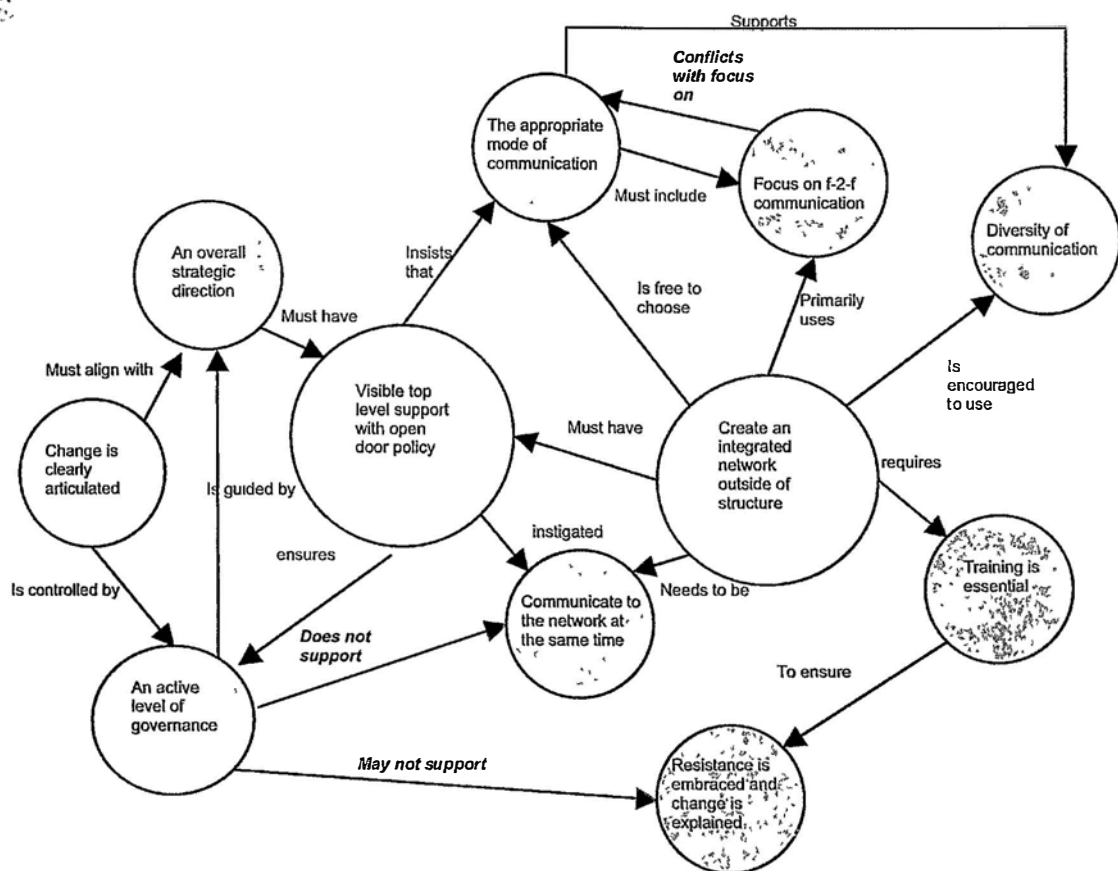 Supports
Conflicts
with focus
on
The appropriate
mode of
communication
Must include
Focus on f-2-f
communication
Diversity of
communication
An overall
strategic
direction
Insists
that
Is free to
choose
Primarily
uses
Must have
Must align with
Visible top
level support
with open
door policy
Is
encouraged
to use
Change is
clearly
articulated
Must have
Create an
integrated
network
outside of
structure
requires
Is guided by
ensures
instigated
Is controlled by
Needs to be
Training is
essential
Communicate to
the network at
the same time
Does not
support
An active
level of
governance
To ensure
May not support
Resistance is
embraced and
change is
explained